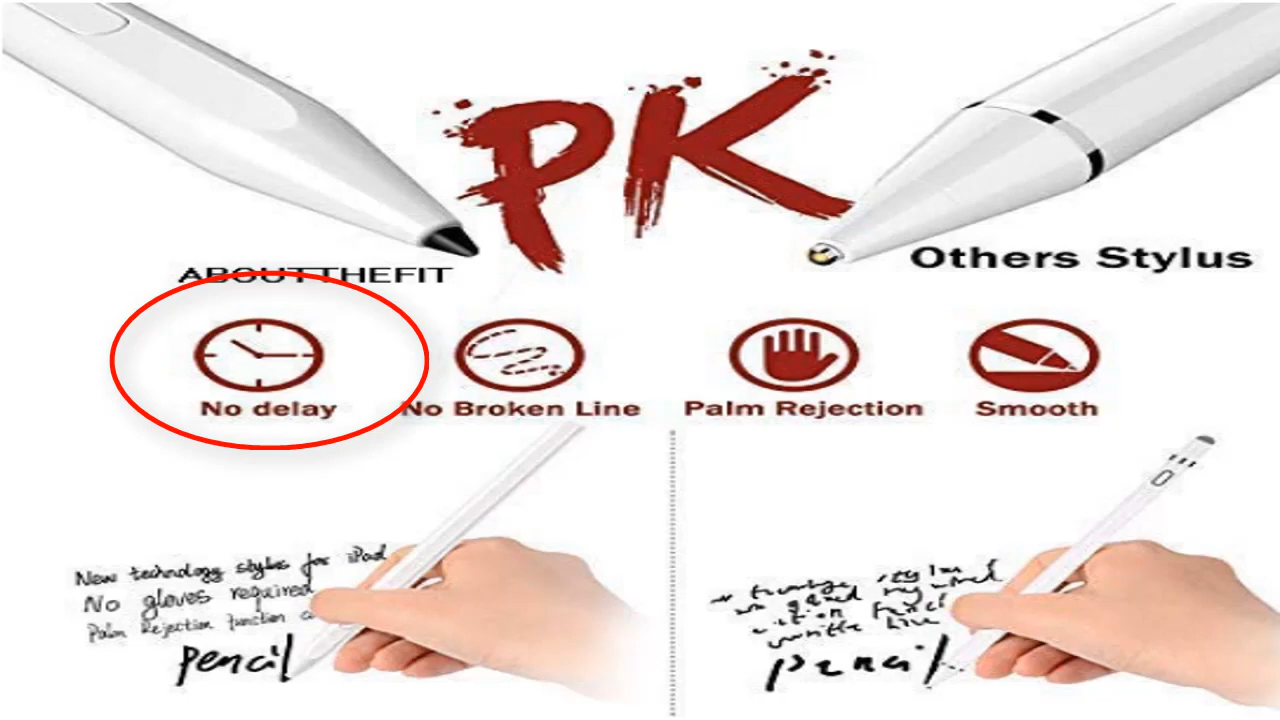 PK
ABOUTTHEFIT
Others Stylus
No delay
No Broken Line
Palm Rejection
Smooth
New technology stylus for iPad
No gloves required
Palm Rejection function
pencil
pencil